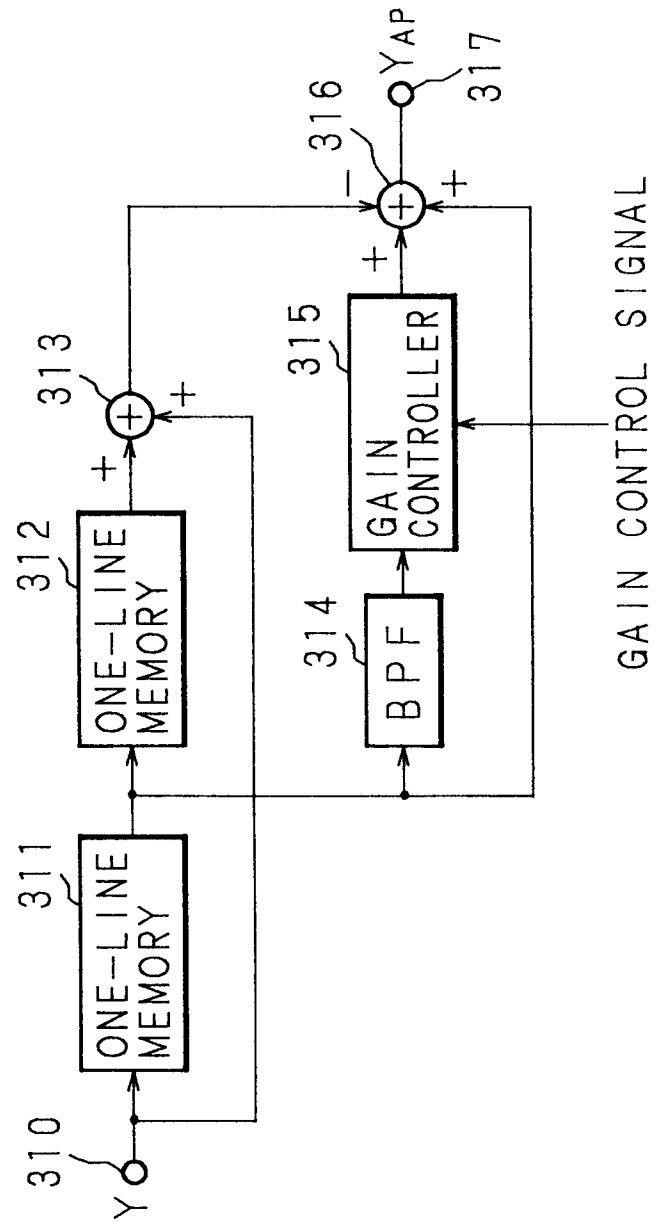 310
Y
311
ONE-LINE
MEMORY
312
ONE-LINE
MEMORY
313
+
+
+
314
BPF
315
GAIN
CONTROLLER
GAIN CONTROL SIGNAL
316
−
+
+
+
YAP
317